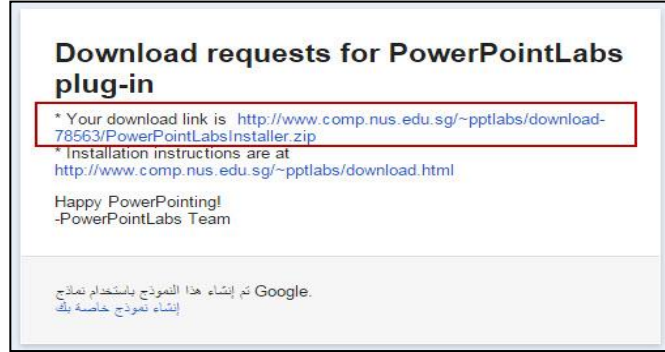 Download requests for PowerPointLabs
plug-in
* Your download link is http://www.comp.nus.edu.sg/~pptlabs/download-
78563/PowerPointLabsInstaller.zip
* Installation instructions are at
http://www.comp.nus.edu.sg/~pptlabs/download.html
Happy PowerPointing!
-PowerPointLabs Team
تم إنشاء هذا النموذج باستخدام نماذج Google.
إنشاء نموذج خاصة بك